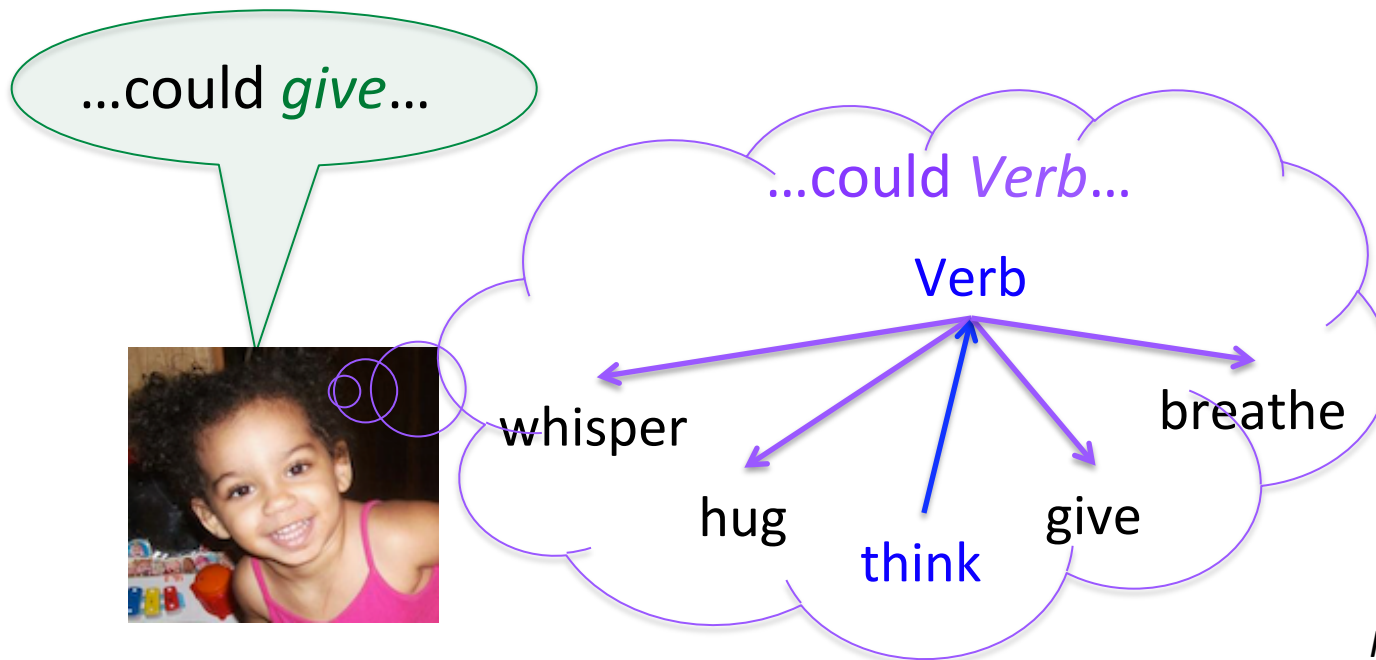 …could give…
…could Verb…
Verb
whisper
breathe
hug
give
think